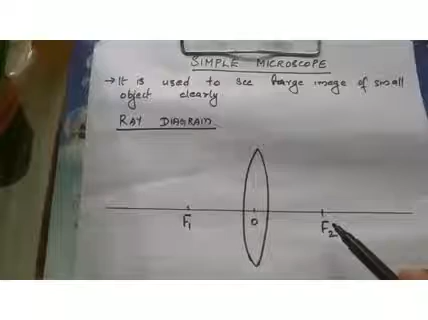 SIMPLE MICROSCOPE
→ It is used to see large image of small
object clearly
RAY DIAGRAM
F₁ O F₂